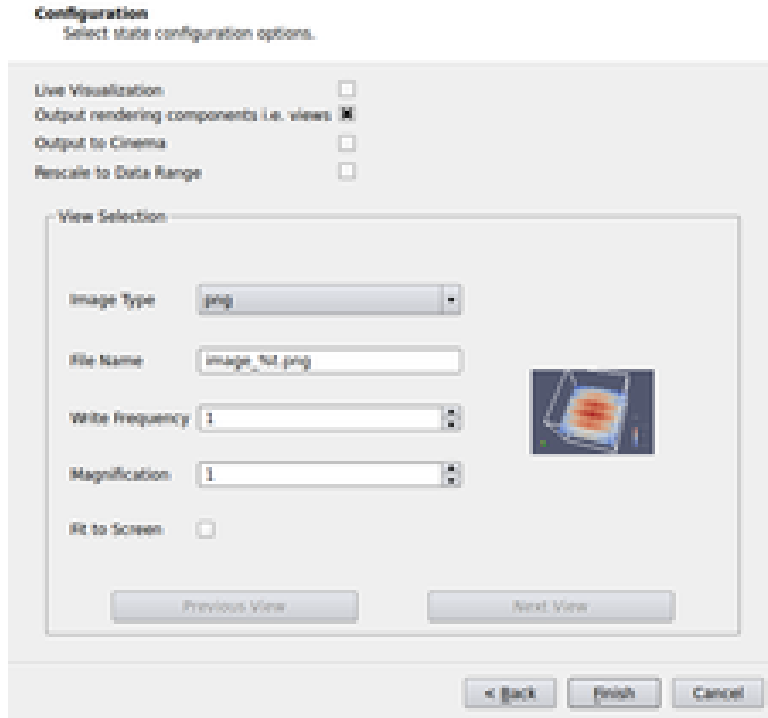 Configuration
Select state configuration options.
Live Visualization
Output rendering components i.e. views
Output to Cinema
Rescale to Data Range
View Selection
Image Type png
File Name image_%t.png
Write Frequency 1
Magnification 1
Fit to Screen
Previous View Next View
< Back Finish Cancel